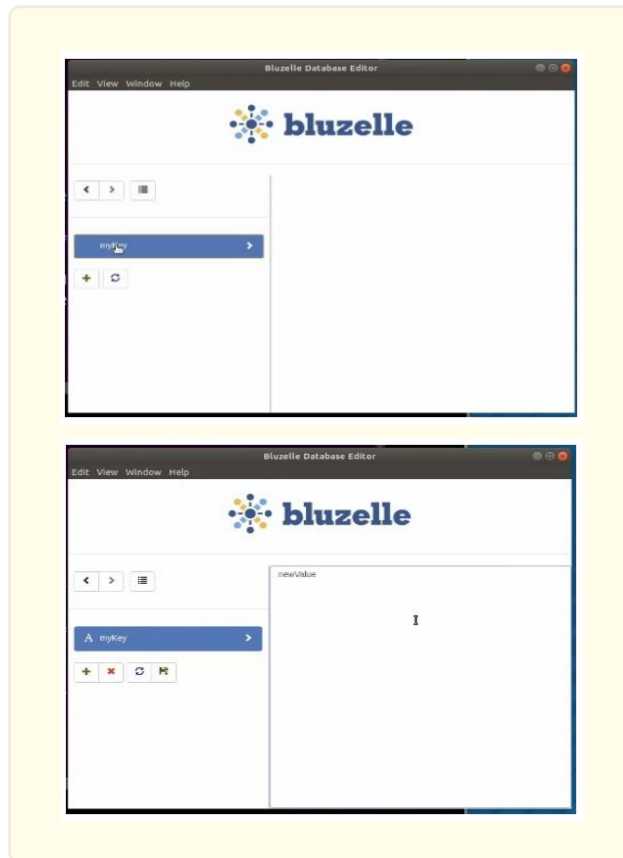 Bluzelle Database Editor
Edit View Window Help
bluzelle
myKey
Bluzelle Database Editor
Edit View Window Help
bluzelle
newValue
A myKey